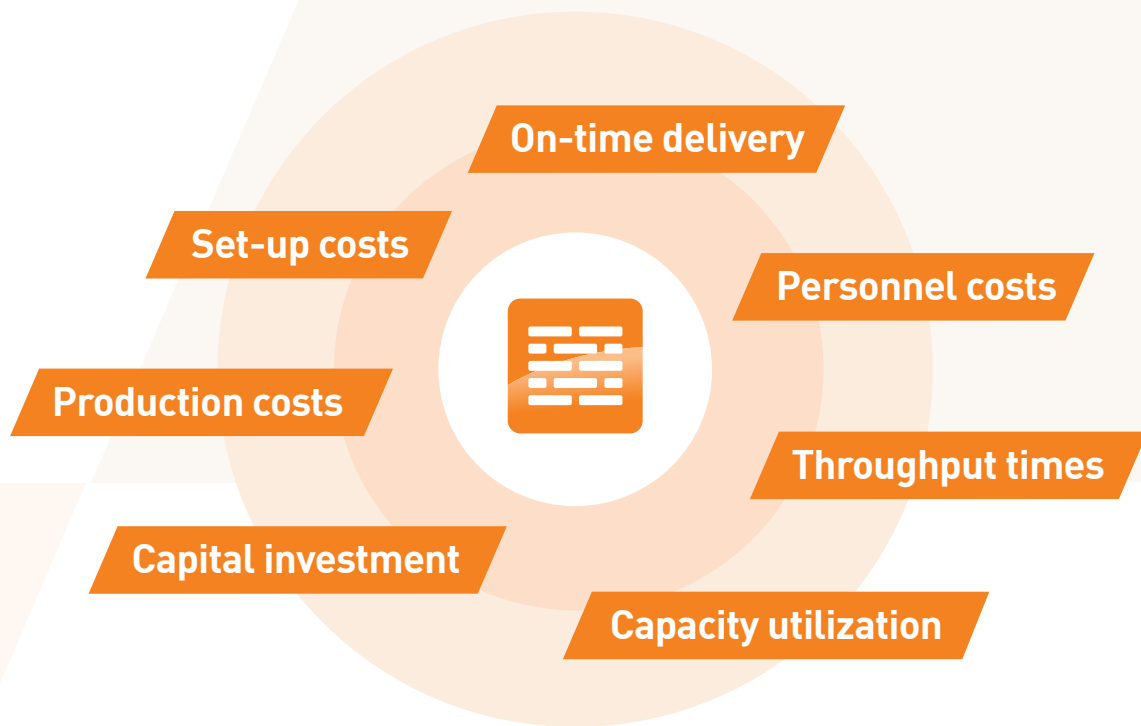 On-time delivery
Set-up costs
Personnel costs
Production costs
Throughput times
Capital investment
Capacity utilization